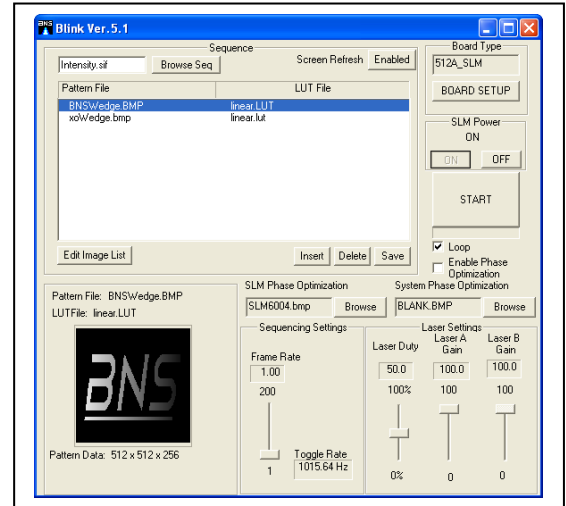 BNS Blink Ver. 5.1
Sequence
Intensity.sif Browse Seq Screen Refresh Enabled
Pattern File LUT File
BNSWedge.BMP linear.LUT
xoWedge.bmp linear.lut
Edit Image List Insert Delete Save
Board Type
512A_SLM
BOARD SETUP
SLM Power
ON
ON OFF
START
Loop
Enable Phase
Optimization
Pattern File: BNSWedge.BMP
LUTFile: linear.LUT
BNS
Pattern Data: 512 x 512 x 256
SLM Phase Optimization System Phase Optimization
SLM6004.bmp Browse BLANK.BMP Browse
Sequencing Settings
Frame Rate
1.00
200
1
Toggle Rate
1015.64 Hz
Laser Settings
Laser Duty Laser A Gain Laser B Gain
50.0 100.0 100.0
100% 100 100
0% 0 0